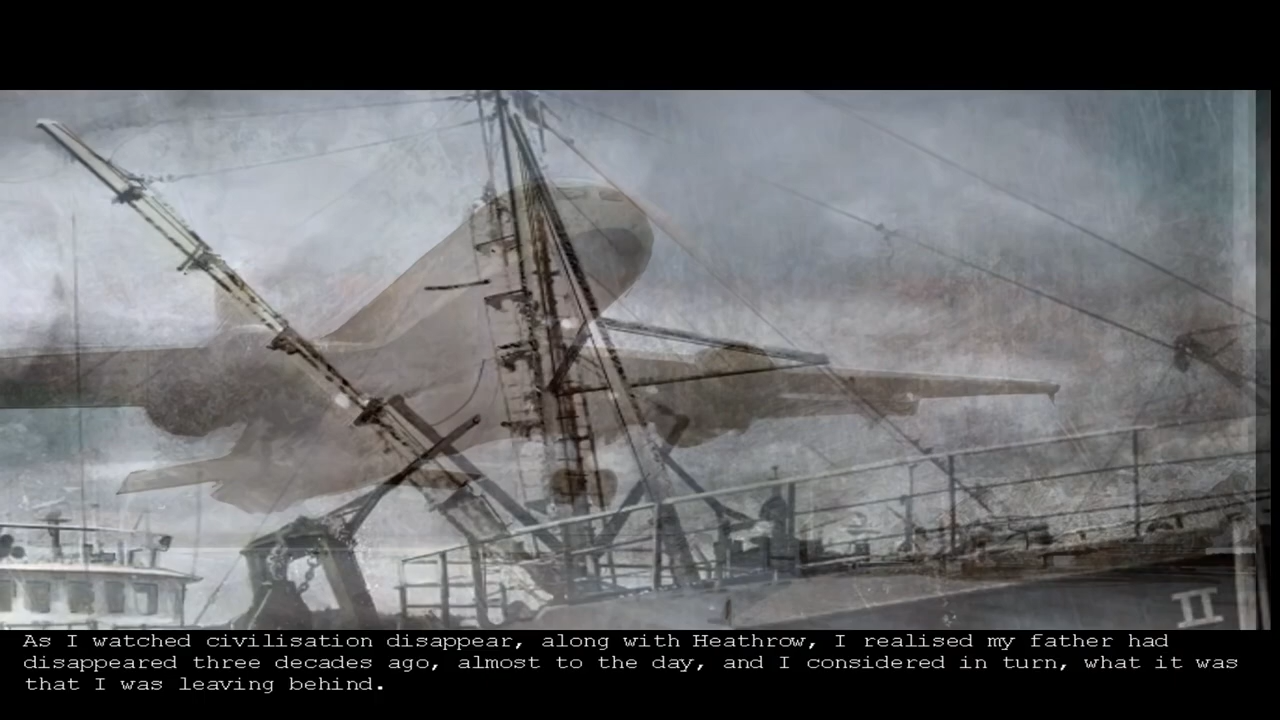 II
As I watched civilisation disappear, along with Heathrow, I realised my father had
disappeared three decades ago, almost to the day, and I considered in turn, what it was
that I was leaving behind.